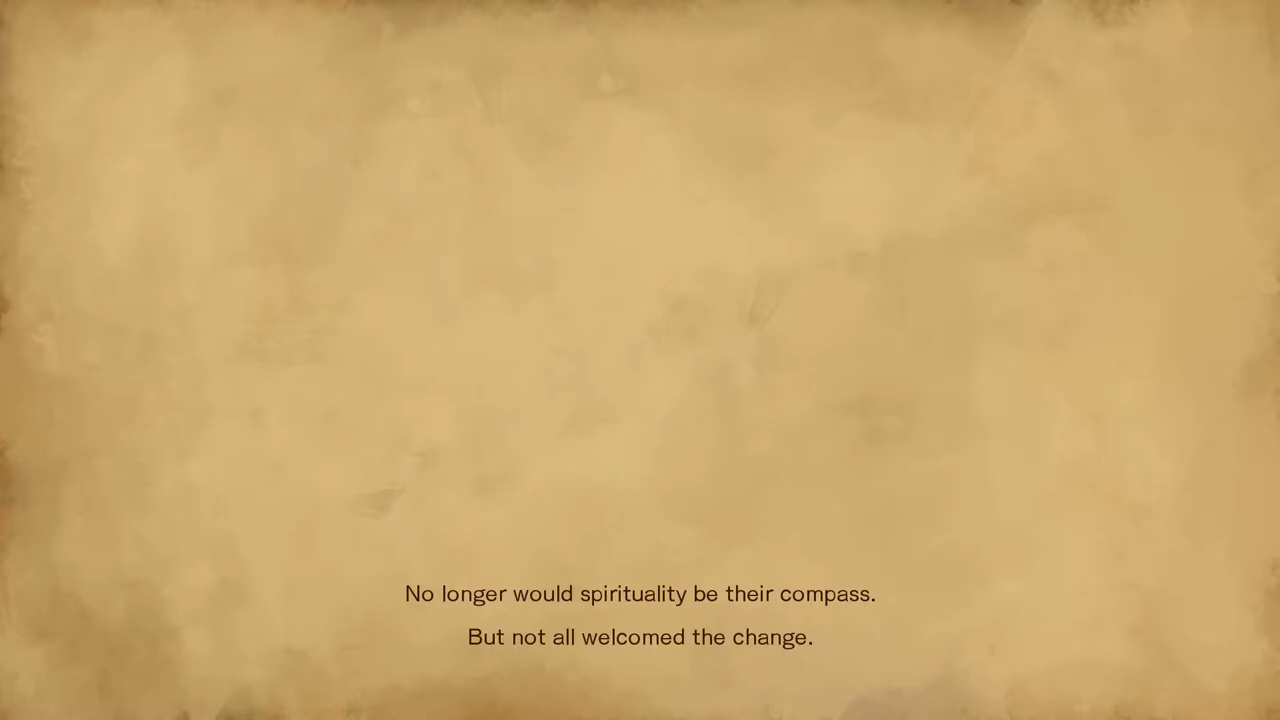 No longer would spirituality be their compass.
But not all welcomed the change.